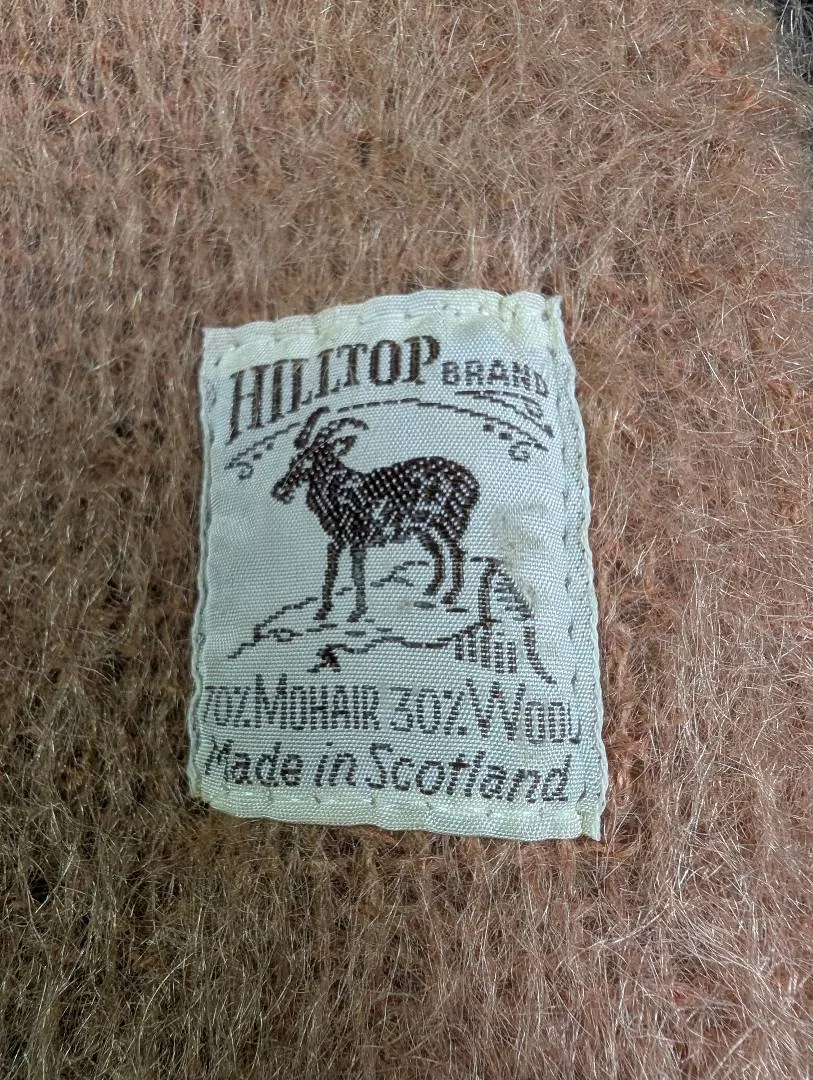 HILLTOP BRAND
70% MOHAIR 30% WOOL
Made in Scotland